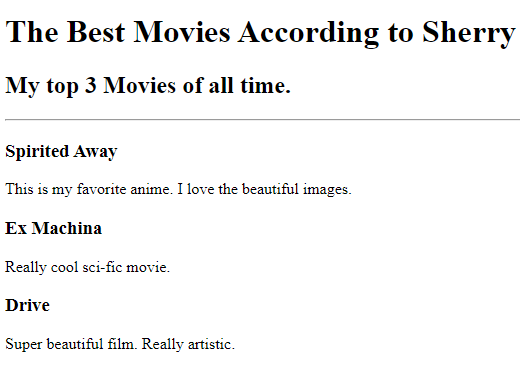 The Best Movies According to Sherry
My top 3 Movies of all time.
Spirited Away
This is my favorite anime. I love the beautiful images.
Ex Machina
Really cool sci-fic movie.
Drive
Super beautiful film. Really artistic.